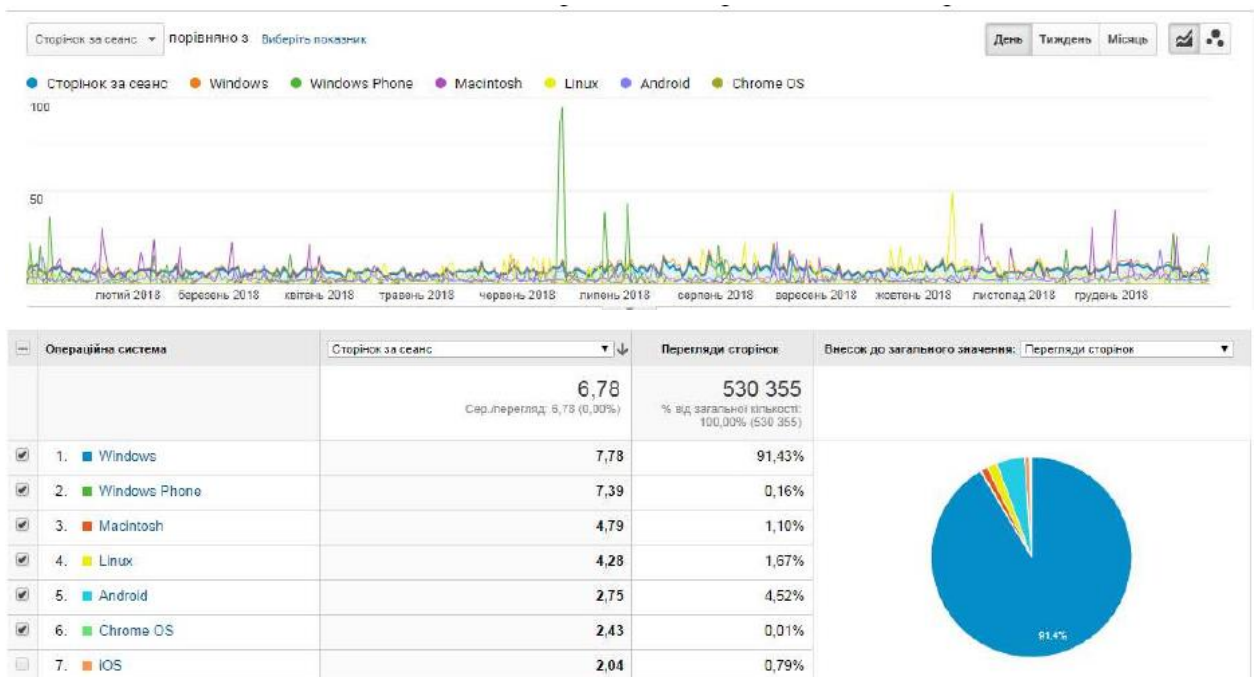 Сторінок за сеанс порівняно з Виберіть показник День Тиждень Місяць
Сторінок за сеанс Windows Windows Phone Macintosh Linux Android Chrome OS
100
50
лютий 2018 березень 2018 квітень 2018 травень 2018 червень 2018 липень 2018 серпень 2018 вересень 2018 жовтень 2018 листопад 2018 грудень 2018
Операційна система Сторінок за сеанс Перегляди сторінок Внесок до загального значення: Перегляди сторінок
6,78 530 355
Сер./перегляд: 6,78 (0,00%) % від загальної кількості:
100,00% (530 355)
1. Windows 7,78 91,43%
2. Windows Phone 7,39 0,16%
3. Macintosh 4,79 1,10%
4. Linux 4,28 1,67%
5. Android 2,75 4,52%
6. Chrome OS 2,43 0,01%
91,4%
7. iOS 2,04 0,79%